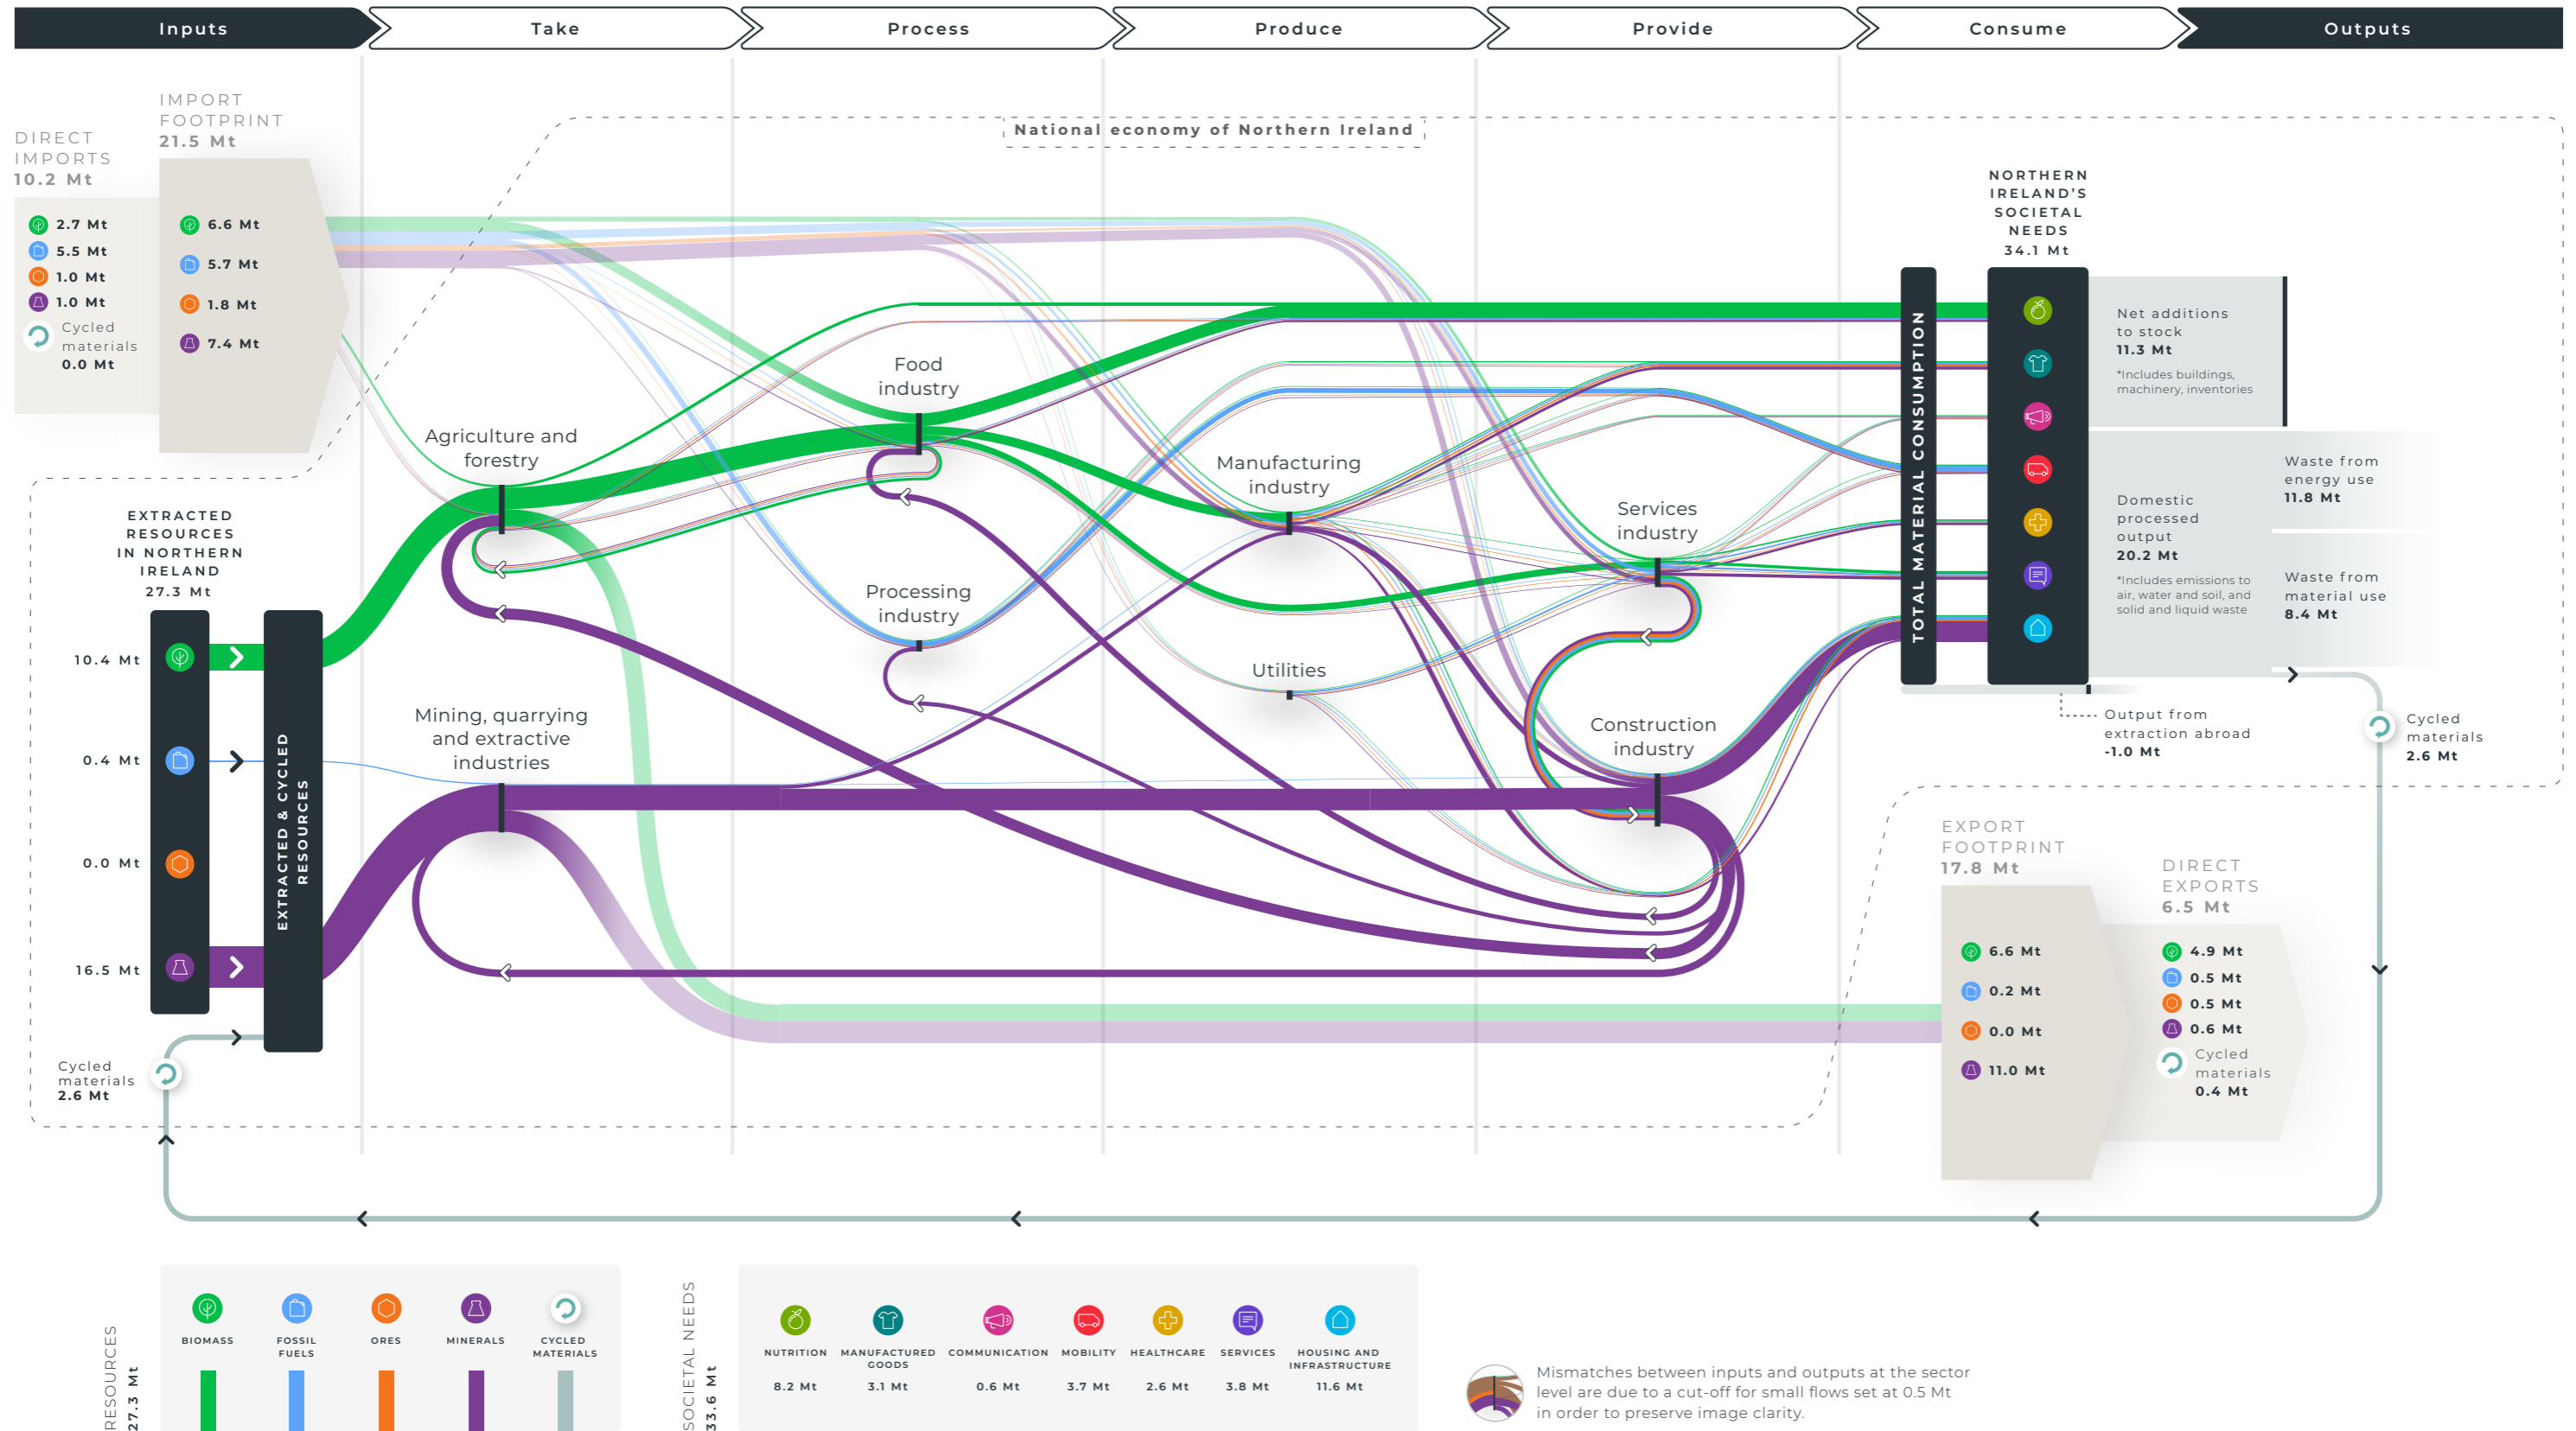 Inputs
Take
Process
Produce
Provide
Consume
Outputs
National economy of Northern Ireland
DIRECT
IMPORTS
10.2 Mt
2.7 Mt
5.5 Mt
1.0 Mt
1.0 Mt
Cycled
materials
0.0 Mt
IMPORT
FOOTPRINT
21.5 Mt
6.6 Mt
5.7 Mt
1.8 Mt
7.4 Mt
EXTRACTED
RESOURCES
IN NORTHERN
IRELAND
27.3 Mt
10.4 Mt
0.4 Mt
0.0 Mt
16.5 Mt
EXTRACTED & CYCLED
RESOURCES
Cycled
materials
2.6 Mt
Agriculture and
forestry
Mining, quarrying
and extractive
industries
Food
industry
Processing
industry
Manufacturing
industry
Utilities
Services
industry
Construction
industry
TOTAL MATERIAL CONSUMPTION
NORTHERN
IRELAND'S
SOCIETAL
NEEDS
34.1 Mt
Net additions
to stock
11.3 Mt
*Includes buildings,
machinery, inventories
Domestic
processed
output
20.2 Mt
*Includes emissions to
air, water and soil, and
solid and liquid waste
Waste from
energy use
11.8 Mt
Waste from
material use
8.4 Mt
Output from
extraction abroad
-1.0 Mt
Cycled
materials
2.6 Mt
EXPORT
FOOTPRINT
17.8 Mt
6.6 Mt
0.2 Mt
0.0 Mt
11.0 Mt
DIRECT
EXPORTS
6.5 Mt
4.9 Mt
0.5 Mt
0.5 Mt
0.6 Mt
Cycled
materials
0.4 Mt
RESOURCES
27.3 Mt
BIOMASS
FOSSIL
FUELS
ORES
MINERALS
CYCLED
MATERIALS
SOCIETAL NEEDS
33.6 Mt
NUTRITION
8.2 Mt
MANUFACTURED
GOODS
3.1 Mt
COMMUNICATION
0.6 Mt
MOBILITY
3.7 Mt
HEALTHCARE
2.6 Mt
SERVICES
3.8 Mt
HOUSING AND
INFRASTRUCTURE
11.6 Mt
Mismatches between inputs and outputs at the sector
level are due to a cut-off for small flows set at 0.5 Mt
in order to preserve image clarity.